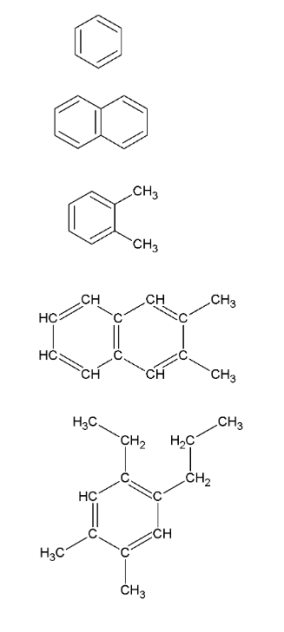 CH₃
CH₃
CH CH CH₃
HC C C
HC C C
CH CH CH₃
H₃C CH₃
CH₂ H₂C
C CH₂
HC C
C CH
H₃C C
CH₃